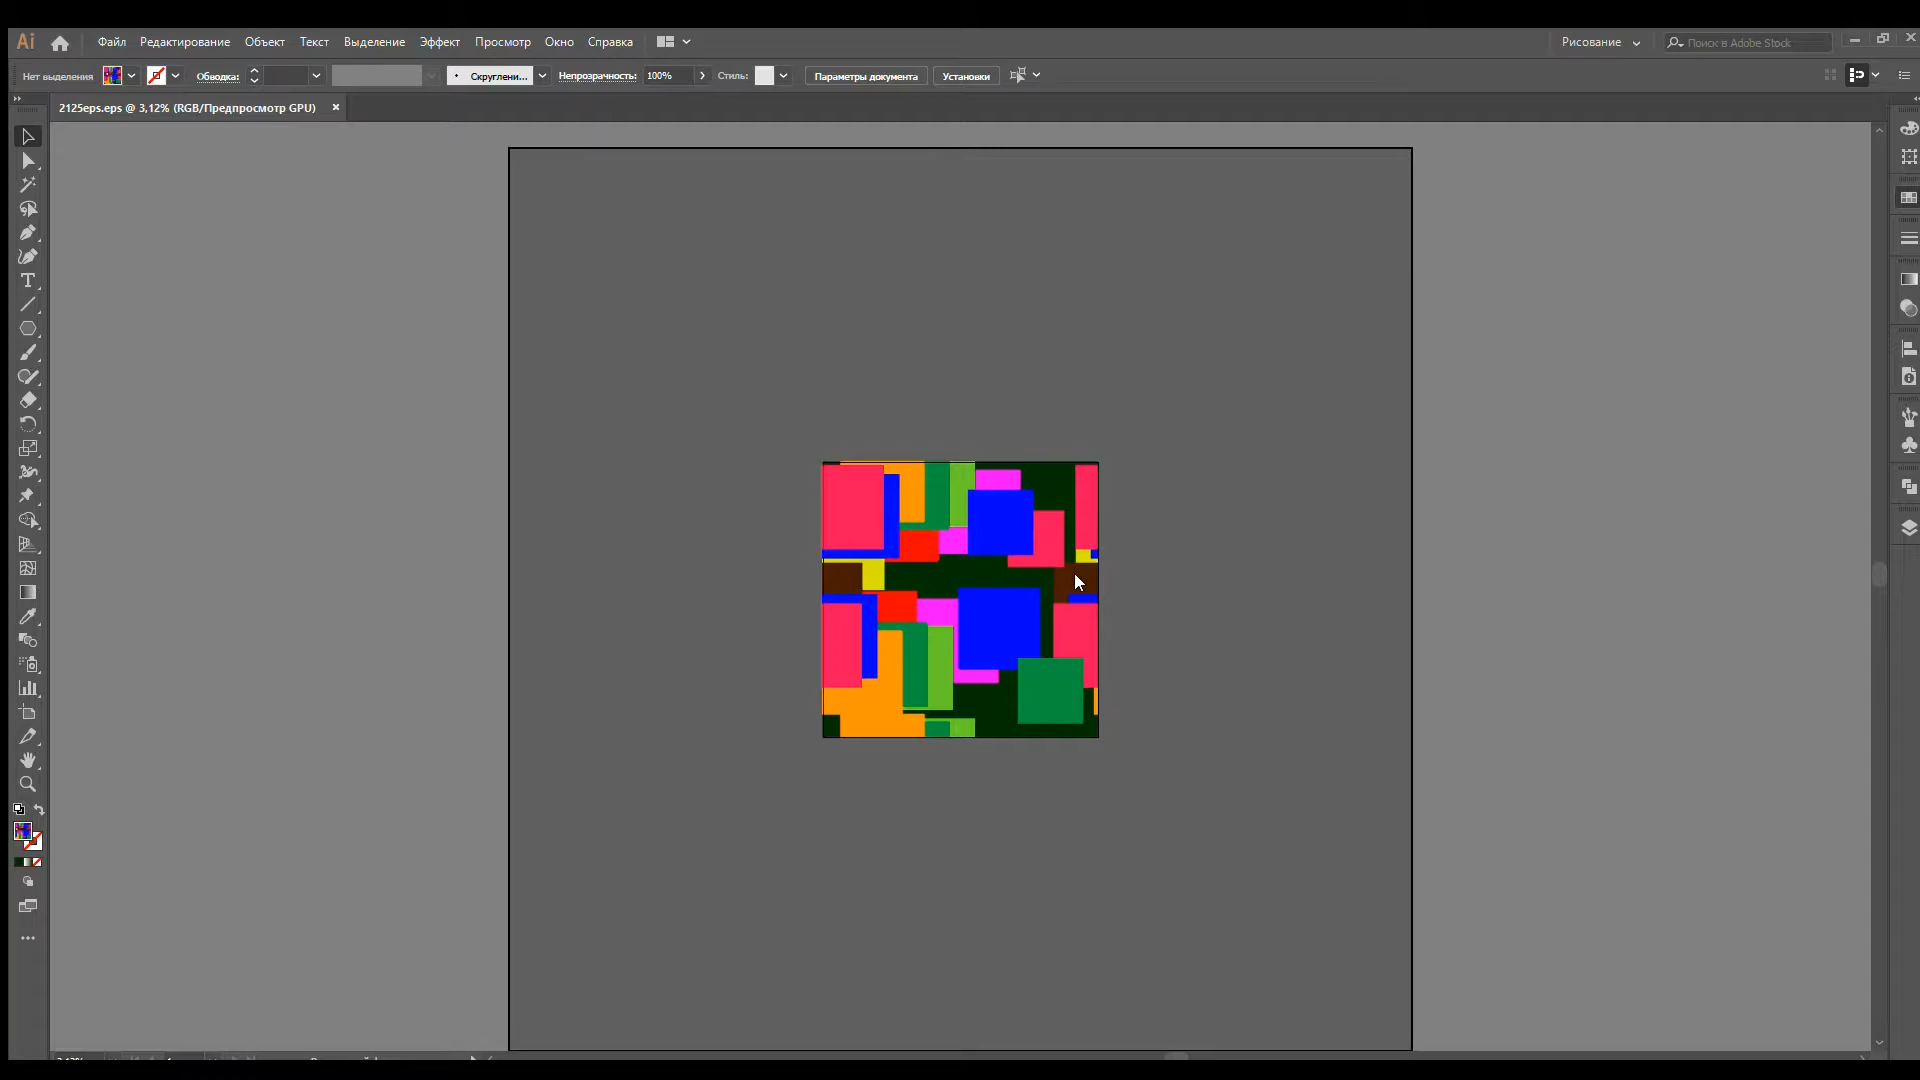 Ai Файл Редактирование Объект Текст Выделение Эффект Просмотр Окно Справка Рисование Поиск в Adobe Stock
Нет выделения Обводка: Скруглени... Непрозрачность: 100% Стиль: Параметры документа Установки
2125eps.eps @ 3,12% (RGB/Предпросмотр GPU) ×